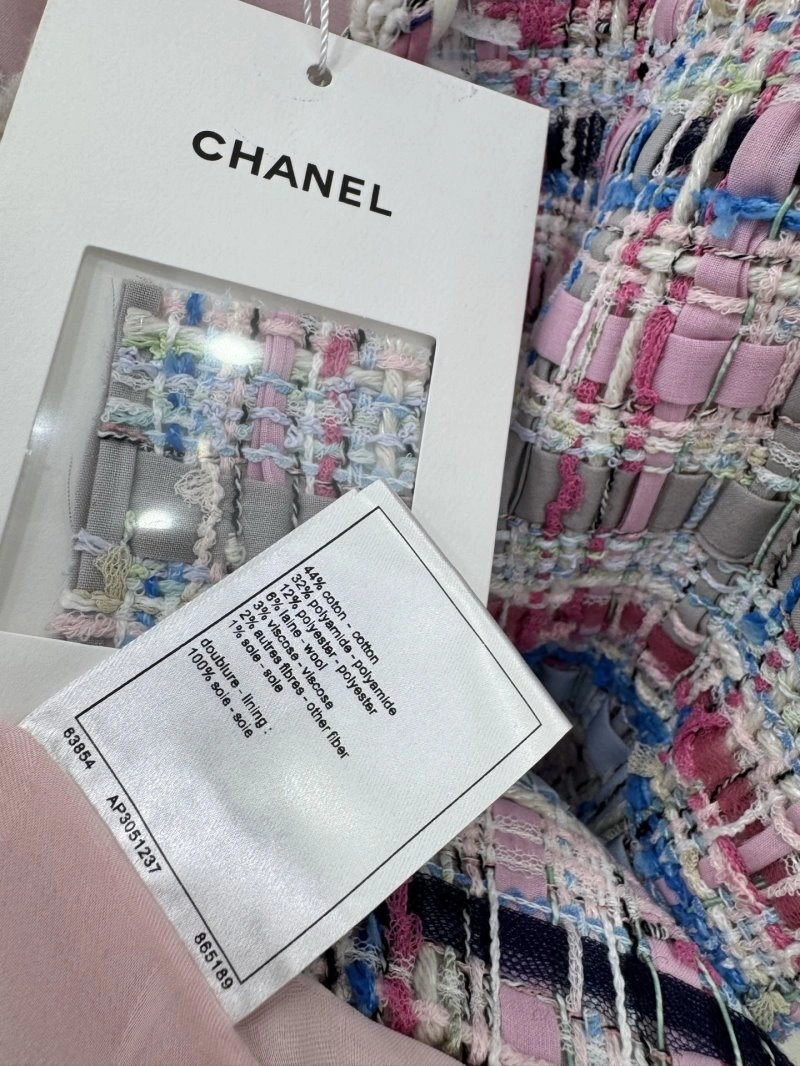 CHANEL
44% coton - cotton
32% polyamide - polyamide
12% polyester - polyester
6% laine - wool
3% viscose - viscose
2% autres fibres - other fiber
1% soie - soie
doublure - lining :
100% soie - soie
63854
AP3051237
865189